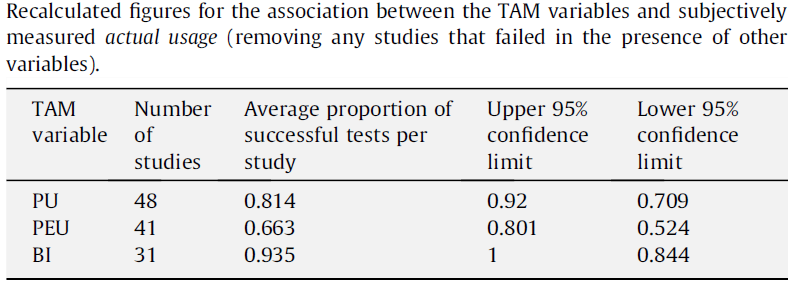 Recalculated figures for the association between the TAM variables and subjectively
measured actual usage (removing any studies that failed in the presence of other
variables).
TAM variable Number of studies Average proportion of successful tests per study Upper 95% confidence limit Lower 95% confidence limit
PU 48 0.814 0.92 0.709
PEU 41 0.663 0.801 0.524
BI 31 0.935 1 0.844